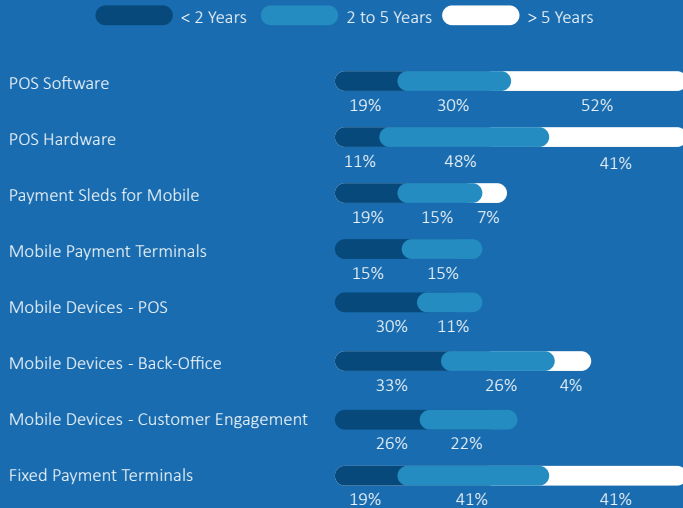 < 2 Years 2 to 5 Years > 5 Years
POS Software
19% 30% 52%
POS Hardware
11% 48% 41%
Payment Sleds for Mobile
19% 15% 7%
Mobile Payment Terminals
15% 15%
Mobile Devices - POS
30% 11%
Mobile Devices - Back-Office
33% 26% 4%
Mobile Devices - Customer Engagement
26% 22%
Fixed Payment Terminals
19% 41% 41%